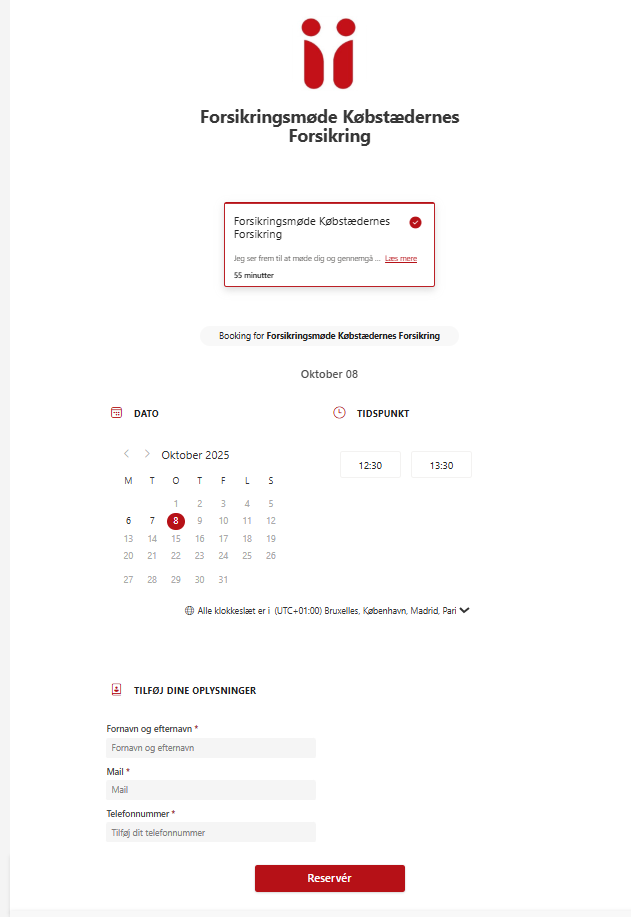 Forsikringsmøde Købstædernes
Forsikring
Forsikringsmøde Købstædernes
Forsikring
Jeg ser frem til at møde dig og gennemgå ... Læs mere
55 minutter
Booking for Forsikringsmøde Købstædernes Forsikring
Oktober 08
DATO
Oktober 2025
M T O T F L S
1 2 3 4 5
6 7 8 9 10 11 12
13 14 15 16 17 18 19
20 21 22 23 24 25 26
27 28 29 30 31
TIDSPUNKT
12:30 13:30
Alle klokkeslæt er i (UTC+01:00) Bruxelles, København, Madrid, Pari
TILFØJ DINE OPLYSNINGER
Fornavn og efternavn *
Fornavn og efternavn
Mail *
Mail
Telefonnummer *
Tilføj dit telefonnummer
Reservér